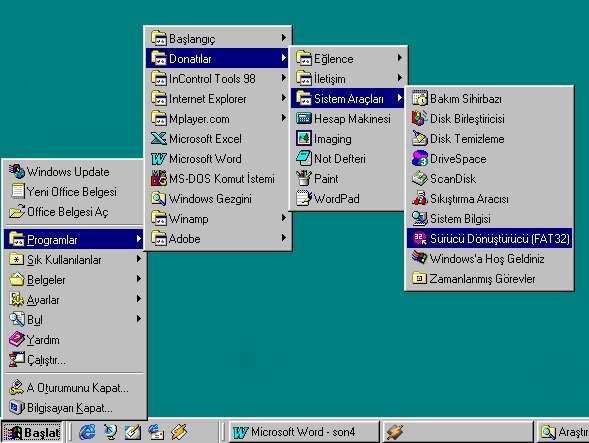 Başlangıç
Donatılar
InControl Tools 98
Internet Explorer
Mplayer.com
Microsoft Excel
Microsoft Word
MS-DOS Komut İstemi
Windows Gezgini
Winamp
Adobe
Eğlence
İletişim
Sistem Araçları
Hesap Makinesi
Imaging
Not Defteri
Paint
WordPad
Bakım Sihirbazı
Disk Birleştiricisi
Disk Temizleme
DriveSpace
ScanDisk
Sıkıştırma Aracısı
Sistem Bilgisi
Sürücü Dönüştürücü (FAT32)
Windows'a Hoş Geldiniz
Zamanlanmış Görevler
Windows Update
Yeni Office Belgesi
Office Belgesi Aç
Programlar
Sık Kullanılanlar
Belgeler
Ayarlar
Bul
Yardım
Çalıştır...
A Oturumunu Kapat...
Bilgisayarı Kapat...
Başlat
Microsoft Word - son4
Araştır